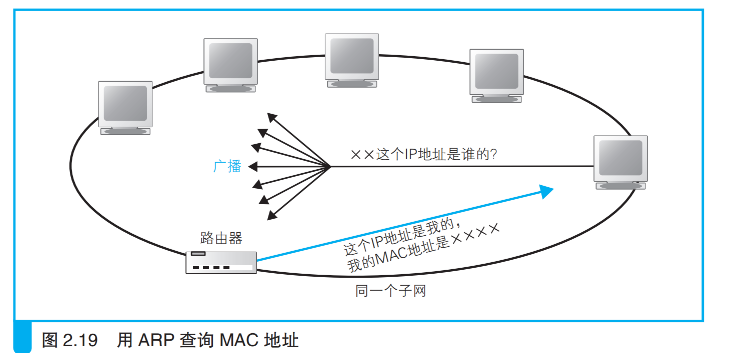 ××这个IP地址是谁的?
广播
路由器
这个IP地址是我的，
我的MAC地址是××××
同一个子网
图 2.19 用 ARP 查询 MAC 地址